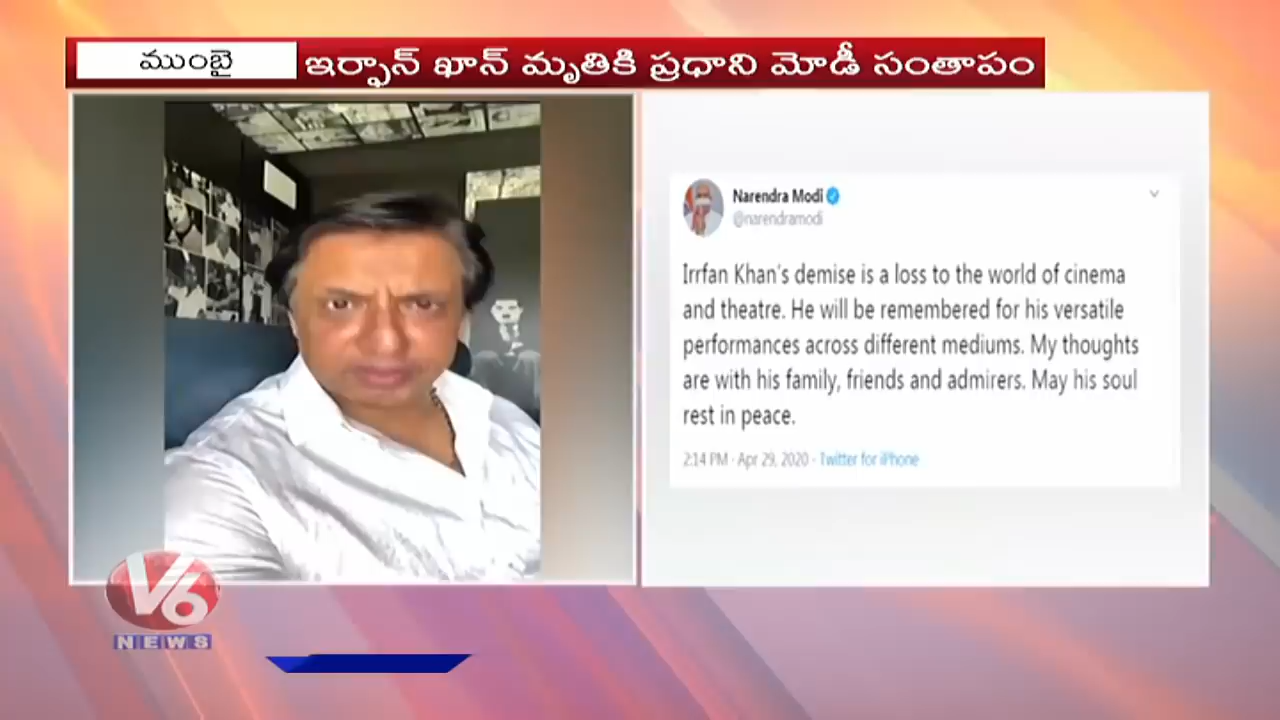 ముంబై
ఇర్ఫాన్ ఖాన్ మృతికి ప్రధాని మోడీ సంతాపం
Narendra Modi
@narendramodi
Irrfan Khan's demise is a loss to the world of cinema
and theatre. He will be remembered for his versatile
performances across different mediums. My thoughts
are with his family, friends and admirers. May his soul
rest in peace.
2:14 PM · Apr 29, 2020 · Twitter for iPhone
V6
NEWS